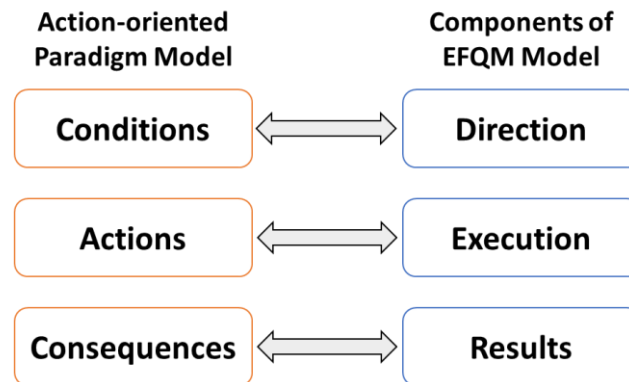 Action-oriented
Paradigm Model
Components of
EFQM Model
Conditions
Direction
Actions
Execution
Consequences
Results